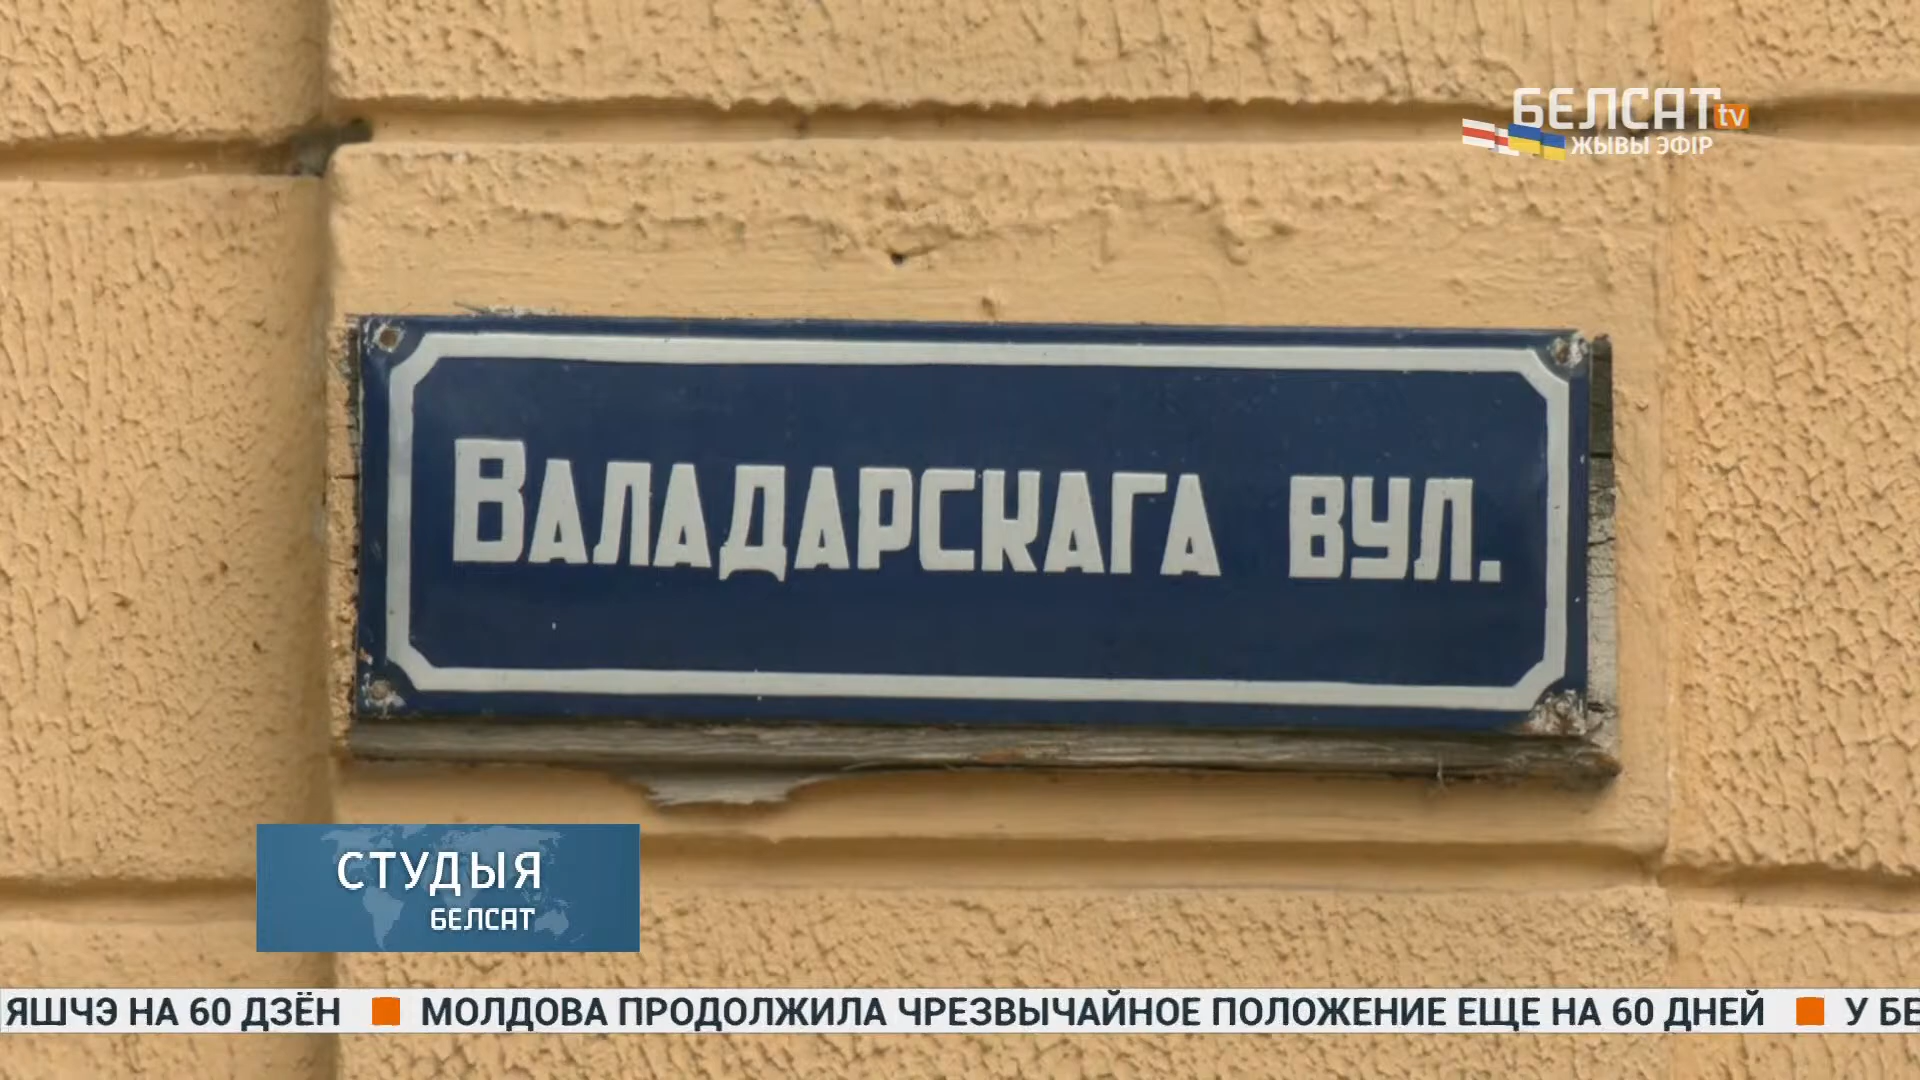 БЕЛСАТ tv
ЖЫВЫ ЭФІР
ВАЛАДАРСКАГА ВУЛ.
СТУДЫЯ
БЕЛСАТ
ЯШЧЭ НА 60 ДЗЁН МОЛДОВА ПРОДОЛЖИЛА ЧРЕЗВЫЧАЙНОЕ ПОЛОЖЕНИЕ ЕЩЕ НА 60 ДНЕЙ У БЕ